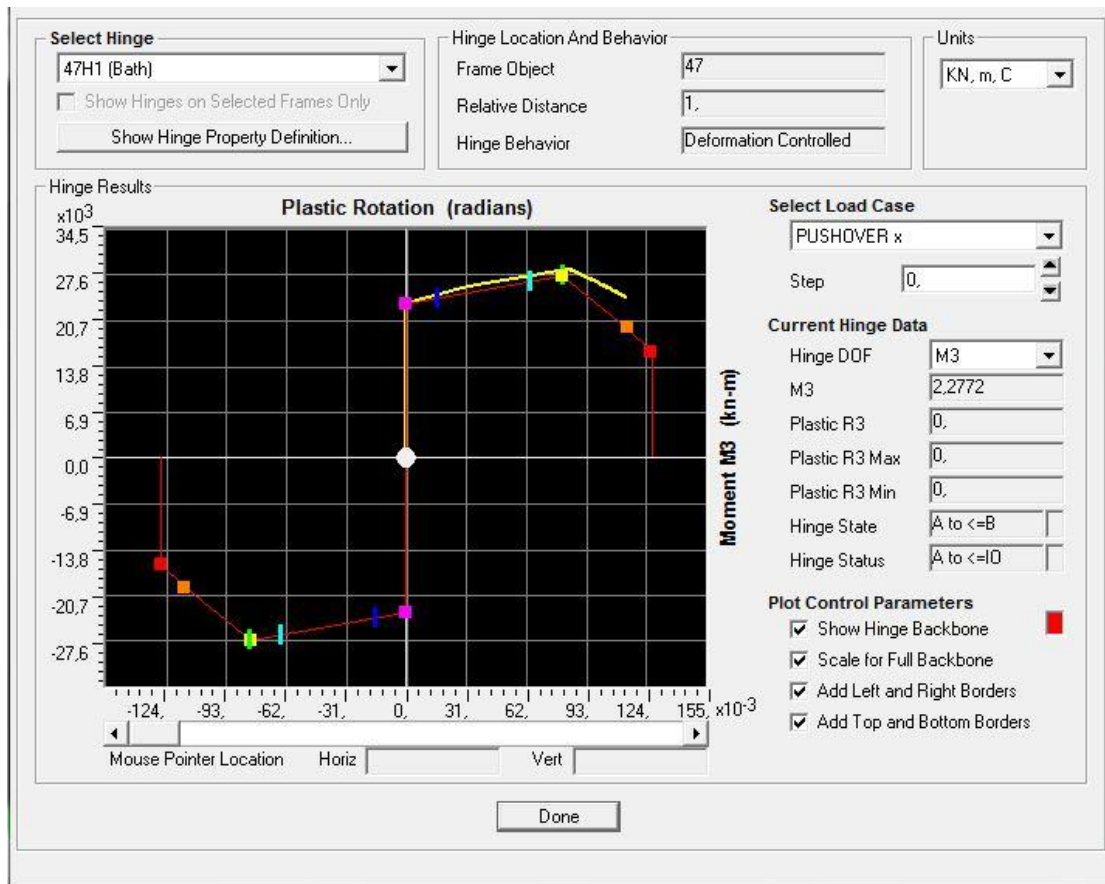 Select Hinge
47H1 (Bath)
Show Hinges on Selected Frames Only
Show Hinge Property Definition...
Hinge Location And Behavior
Frame Object 47
Relative Distance 1,
Hinge Behavior Deformation Controlled
Units
KN, m, C
Hinge Results
Plastic Rotation (radians)
x10³
34,5
27,6
20,7
13,8
6,9
0,0
-6,9
-13,8
-20,7
-27,6
-124, -93, -62, -31, 0, 31, 62, 93, 124, 155, x10⁻³
Moment M3 (kn-m)
Mouse Pointer Location Horiz Vert
Select Load Case
PUSHOVER x
Step 0,
Current Hinge Data
Hinge DOF M3
M3 2,2772
Plastic R3 0,
Plastic R3 Max 0,
Plastic R3 Min 0,
Hinge State A to <=B
Hinge Status A to <=IO
Plot Control Parameters
Show Hinge Backbone
Scale for Full Backbone
Add Left and Right Borders
Add Top and Bottom Borders
Done